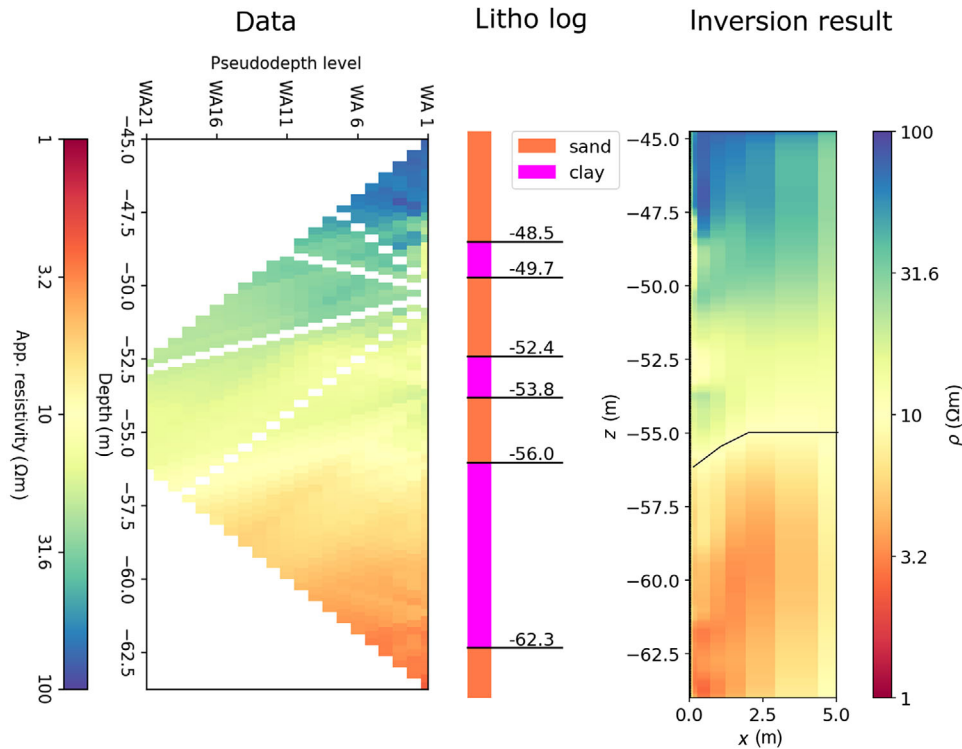 Data
Litho log
Inversion result
Pseudodepth level
WA21
WA16
WA11
WA 6
WA 1
1
3.2
10
31.6
100
App. resistivity (Ωm)
−45.0
−47.5
−50.0
−52.5
−55.0
−57.5
−60.0
−62.5
Depth (m)
sand
clay
-48.5
-49.7
-52.4
-53.8
-56.0
-62.3
−45.0
−47.5
−50.0
−52.5
−55.0
−57.5
−60.0
−62.5
z (m)
0.0
2.5
5.0
x (m)
100
31.6
10
3.2
1
ρ (Ωm)